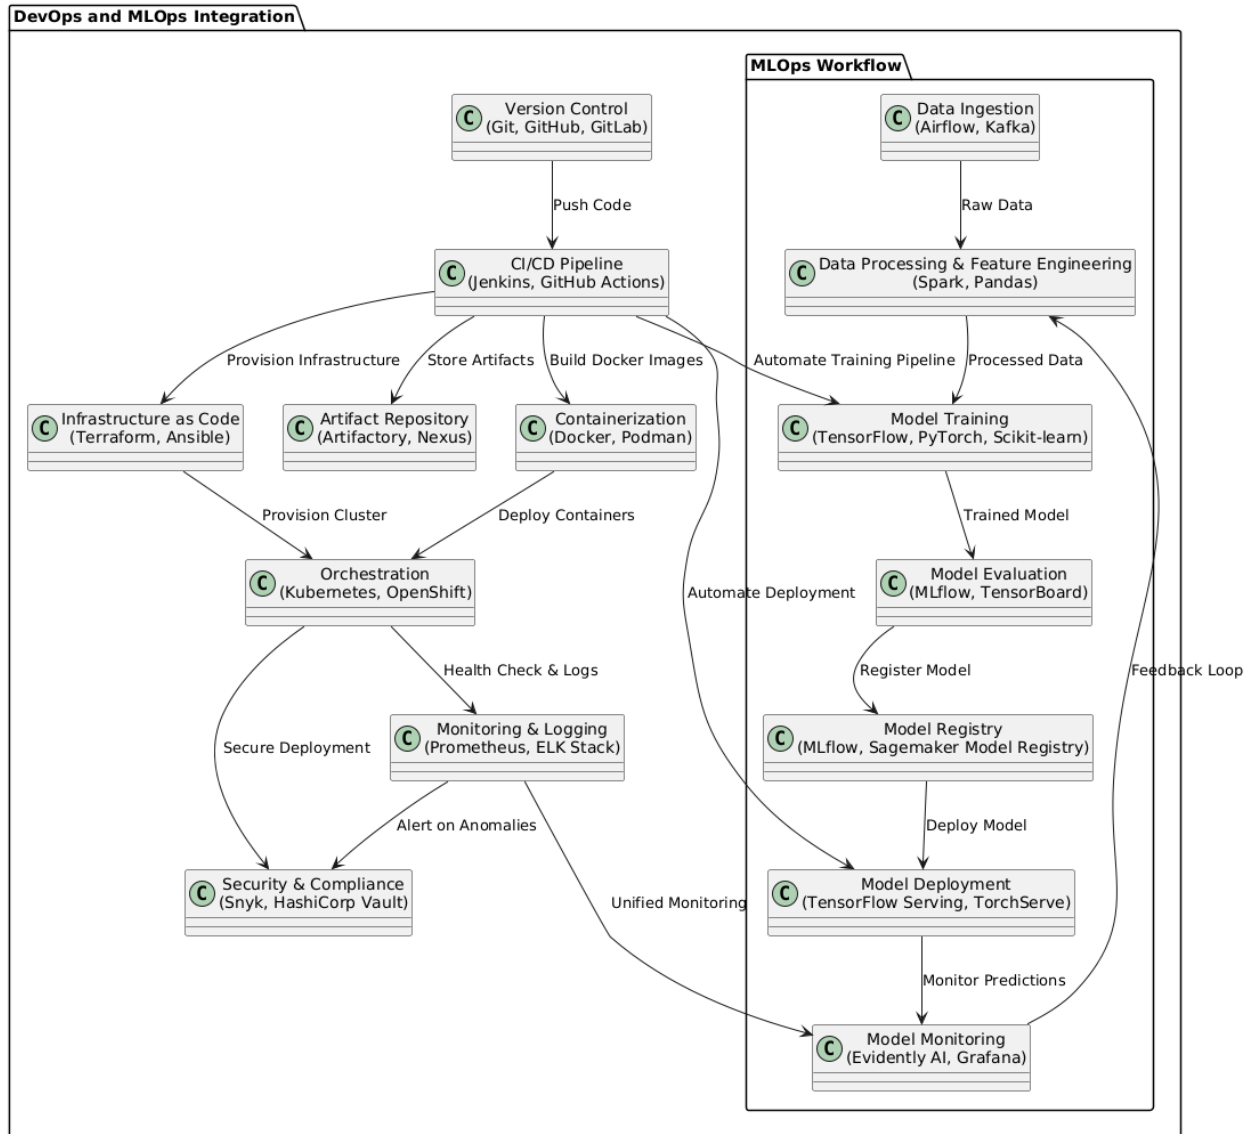 DevOps and MLOps Integration
MLOps Workflow
C
Version Control
(Git, GitHub, GitLab)
C
Data Ingestion
(Airflow, Kafka)
Push Code
Raw Data
C
CI/CD Pipeline
(Jenkins, GitHub Actions)
C
Data Processing & Feature Engineering
(Spark, Pandas)
Provision Infrastructure
Store Artifacts
Build Docker Images
Automate Training Pipeline
Processed Data
C
Infrastructure as Code
(Terraform, Ansible)
C
Artifact Repository
(Artifactory, Nexus)
C
Containerization
(Docker, Podman)
C
Model Training
(TensorFlow, PyTorch, Scikit-learn)
Provision Cluster
Deploy Containers
Trained Model
C
Orchestration
(Kubernetes, OpenShift)
Automate Deployment
C
Model Evaluation
(MLflow, TensorBoard)
Health Check & Logs
Register Model
Feedback Loop
Secure Deployment
C
Monitoring & Logging
(Prometheus, ELK Stack)
C
Model Registry
(MLflow, Sagemaker Model Registry)
Alert on Anomalies
Deploy Model
C
Security & Compliance
(Snyk, HashiCorp Vault)
Unified Monitoring
C
Model Deployment
(TensorFlow Serving, TorchServe)
Monitor Predictions
C
Model Monitoring
(Evidently AI, Grafana)